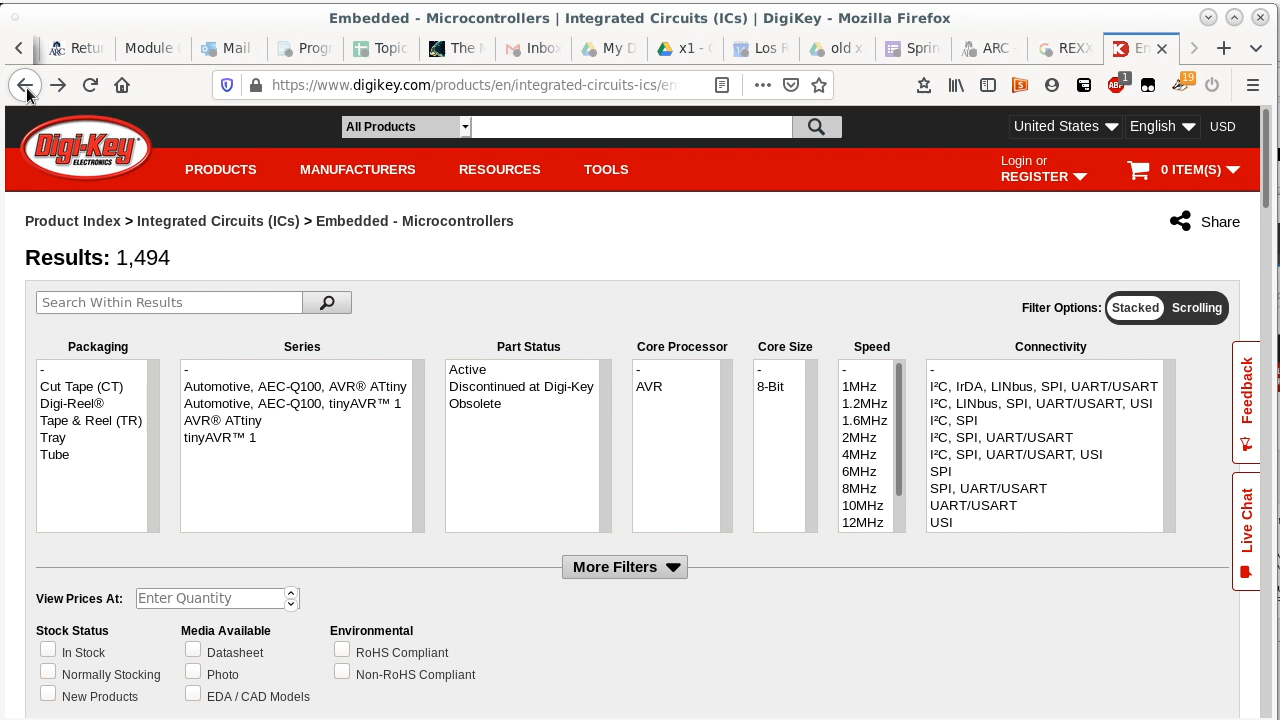 Embedded - Microcontrollers | Integrated Circuits (ICs) | DigiKey - Mozilla Firefox
Retur Module Mail Prog Topic The M Inbo My D x1 - Los old Sprin ARC - REXX En
https://www.digikey.com/products/en/integrated-circuits-ics/en
1 19
Digi-Key
ELECTRONICS
All Products
United States English USD
PRODUCTS MANUFACTURERS RESOURCES TOOLS
Login or
REGISTER
0 ITEM(S)
Product Index > Integrated Circuits (ICs) > Embedded - Microcontrollers
Share
Results: 1,494
Search Within Results
Filter Options: Stacked Scrolling
Packaging
-
Cut Tape (CT)
Digi-Reel®
Tape & Reel (TR)
Tray
Tube
Series
-
Automotive, AEC-Q100, AVR® ATtiny
Automotive, AEC-Q100, tinyAVR™ 1
AVR® ATtiny
tinyAVR™ 1
Part Status
Active
Discontinued at Digi-Key
Obsolete
Core Processor
-
AVR
Core Size
-
8-Bit
Speed
-
1MHz
1.2MHz
1.6MHz
2MHz
4MHz
6MHz
8MHz
10MHz
12MHz
Connectivity
-
I²C, IrDA, LINbus, SPI, UART/USART
I²C, LINbus, SPI, UART/USART, USI
I²C, SPI
I²C, SPI, UART/USART
I²C, SPI, UART/USART, USI
SPI
SPI, UART/USART
UART/USART
USI
Feedback
Live Chat
More Filters
View Prices At: Enter Quantity
Stock Status
In Stock
Normally Stocking
New Products
Media Available
Datasheet
Photo
EDA / CAD Models
Environmental
RoHS Compliant
Non-RoHS Compliant